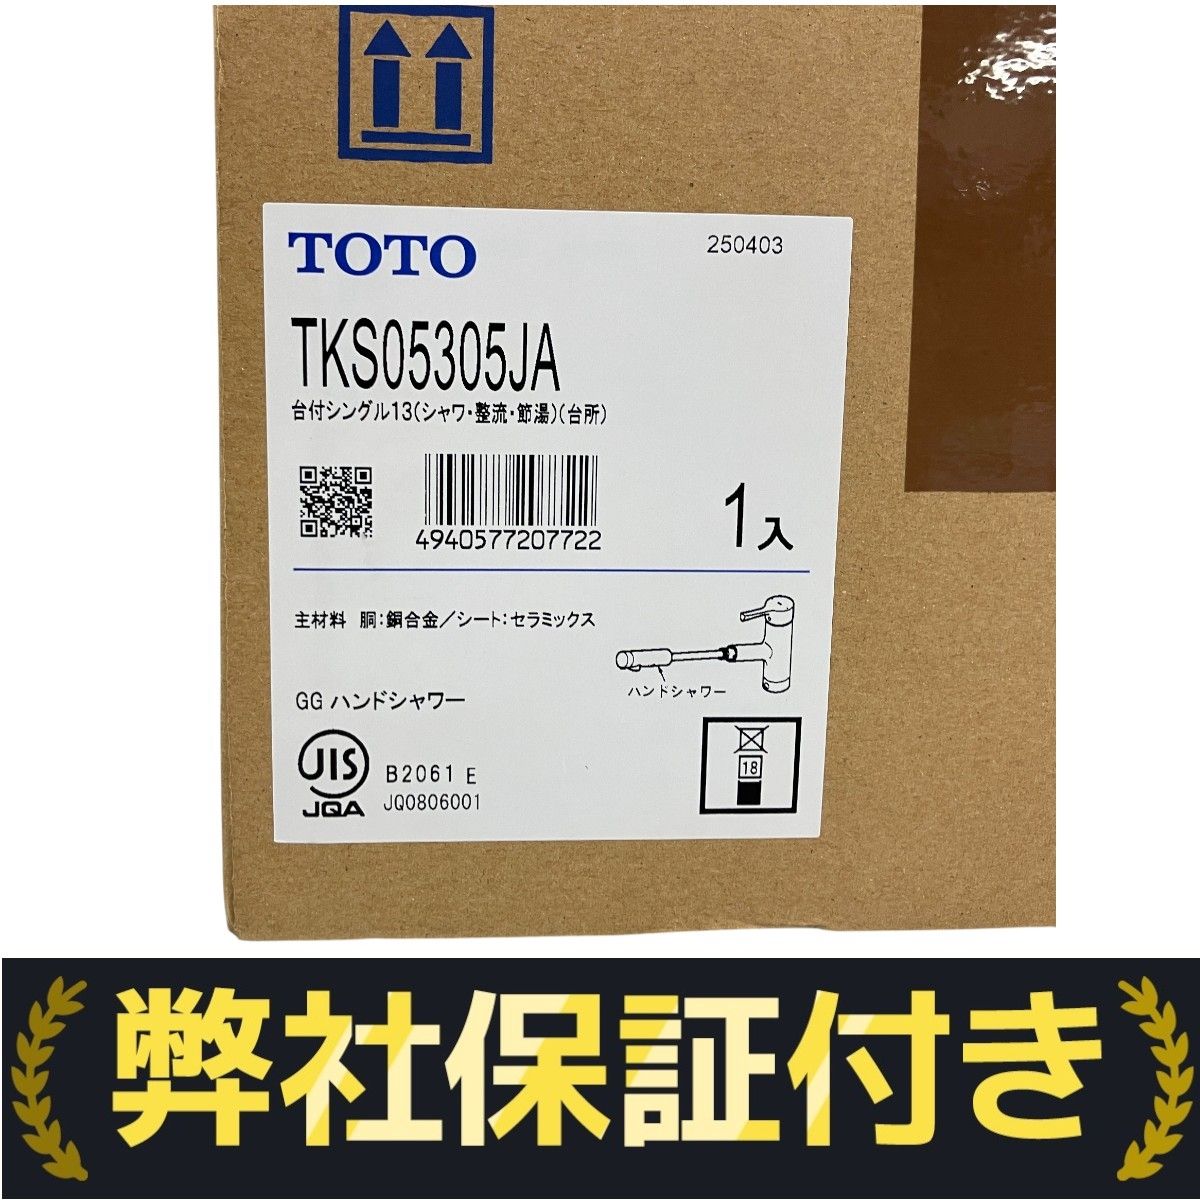 TOTO
250403
TKS05305JA
台付シングル13(シャワ・整流・節湯)(台所)
4940577207722
1入
主材料 胴:銅合金/シート:セラミックス
ハンドシャワー
GG ハンドシャワー
JIS
JQA
B2061 E
JQ0806001
18
弊社保証付き